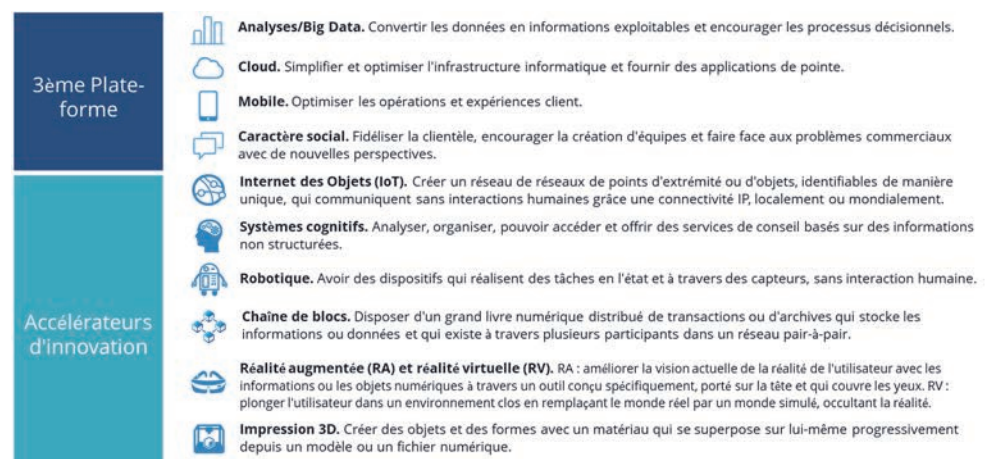 3ème Plate-
forme
Analyses/Big Data. Convertir les données en informations exploitables et encourager les processus décisionnels.
Cloud. Simplifier et optimiser l'infrastructure informatique et fournir des applications de pointe.
Mobile. Optimiser les opérations et expériences client.
Caractère social. Fidéliser la clientèle, encourager la création d'équipes et faire face aux problèmes commerciaux
avec de nouvelles perspectives.
Accélérateurs
d'innovation
Internet des Objets (IoT). Créer un réseau de réseaux de points d'extrémité ou d'objets, identifiables de manière
unique, qui communiquent sans interactions humaines grâce une connectivité IP, localement ou mondialement.
Systèmes cognitifs. Analyser, organiser, pouvoir accéder et offrir des services de conseil basés sur des informations
non structurées.
Robotique. Avoir des dispositifs qui réalisent des tâches en l'état et à travers des capteurs, sans interaction humaine.
Chaîne de blocs. Disposer d'un grand livre numérique distribué de transactions ou d'archives qui stocke les
informations ou données et qui existe à travers plusieurs participants dans un réseau pair-à-pair.
Réalité augmentée (RA) et réalité virtuelle (RV). RA : améliorer la vision actuelle de la réalité de l'utilisateur avec les
informations ou les objets numériques à travers un outil conçu spécifiquement, porté sur la tête et qui couvre les yeux. RV :
plonger l'utilisateur dans un environnement clos en remplaçant le monde réel par un monde simulé, occultant la réalité.
Impression 3D. Créer des objets et des formes avec un matériau qui se superpose sur lui-même progressivement
depuis un modèle ou un fichier numérique.